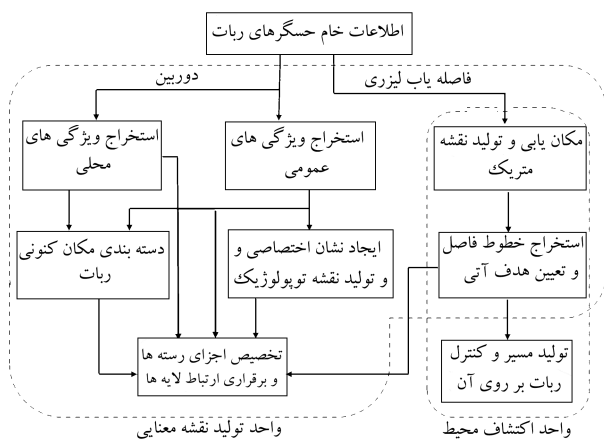 اطلاعات خام حسگرهای ربات
دوربین
فاصله یاب لیزری
استخراج ویژگی های
محلی
استخراج ویژگی های
عمومی
مکان یابی و تولید نقشه
متریک
دسته بندی مکان کنونی
ربات
ایجاد نشان اختصاصی و
و تولید نقشه توپولوژیک
استخراج خطوط فاصل
و تعیین هدف آتی
تخصیص اجزای رسته ها
و برقراری ارتباط لایه ها
تولید مسیر و کنترل
ربات بر روی آن
واحد تولید نقشه معنایی
واحد اکتشاف محیط